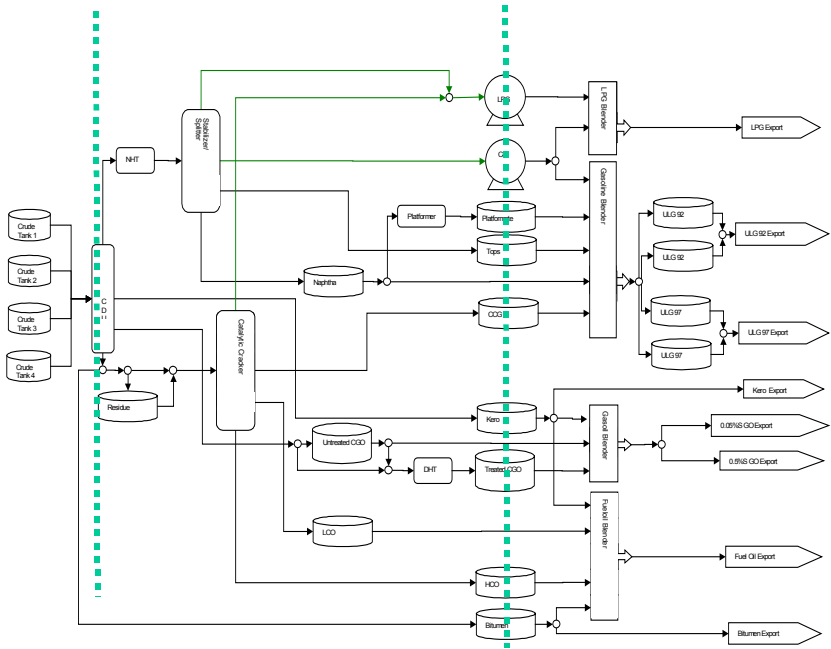 LPG
LPG Blender
LPG Export
Stabilizer/
Splitter
NHT
C
Gasoline Blender
Platformer
Platformate
ULG 92
ULG 92 Export
Crude
Tank 1
Tops
ULG 92
Crude
Tank 2
Naphtha
CD
CCG
ULG 97
ULG 97 Export
Crude
Tank 3
Catalytic Cracker
ULG 97
Crude
Tank 4
Kero Export
Residue
Kero
Gasoil Blender
0.05%S GO Export
Untreated CGO
DHT
Treated CGO
0.5%S GO Export
Fueloil Blender
LCO
Fuel Oil Export
HCO
Bitumen
Bitumen Export